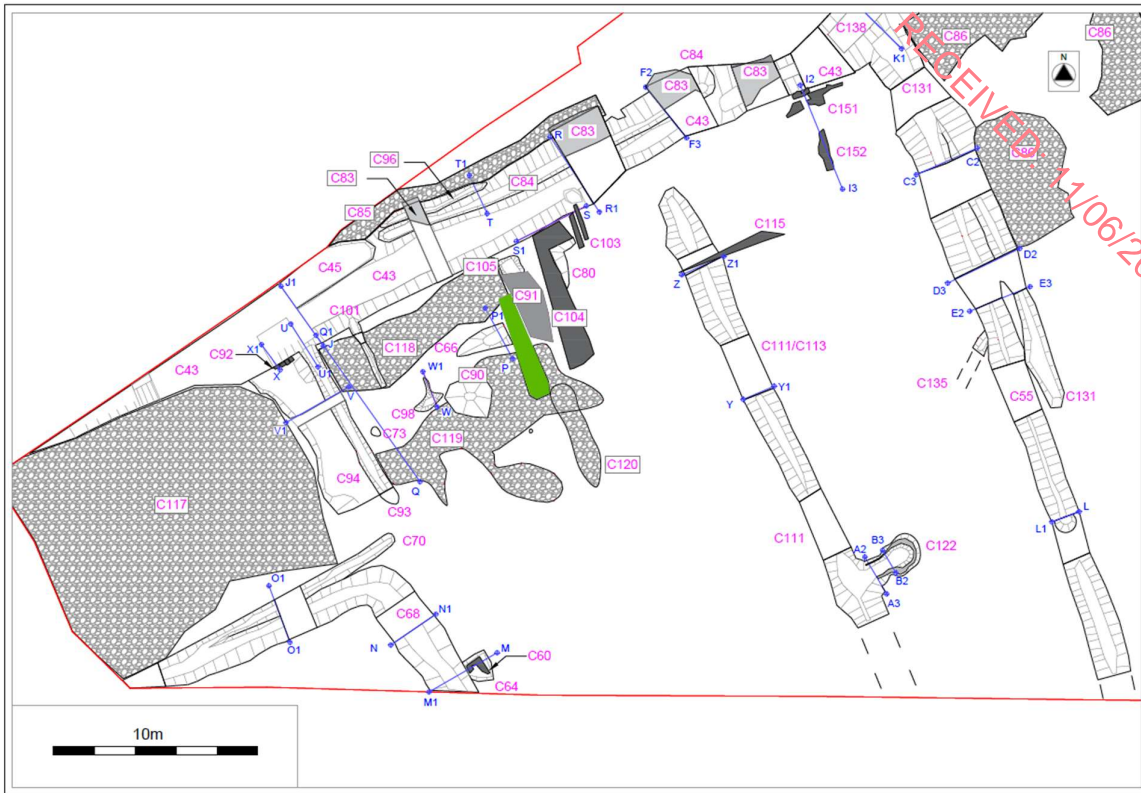 C138
C86
C86
K1
N
RECEIVED: 11/06/20
C84
F2
C83
C83
I2
C43
C131
C151
C43
F3
C152
I3
C86
C2
C3
C96
AR
C83
T1
C83
C84
C85
T
S
R1
C103
S1
C115
Z1
Z
D2
D3
E3
E2
C45
C43
C105
C80
C91
C104
J1
C101
U
Q1
J
P1
C118
C66
P
C111/C113
C92
X1
X
U1
V
W1
C90
W
C98
Y1
Y
C135
C55
C131
C43
V1
C73
C119
C120
C94
Q
C93
C117
L
L1
C70
C111
A2
B3
C122
B2
A3
O1
C68
N1
N
O1
M
C60
C64
M1
10m